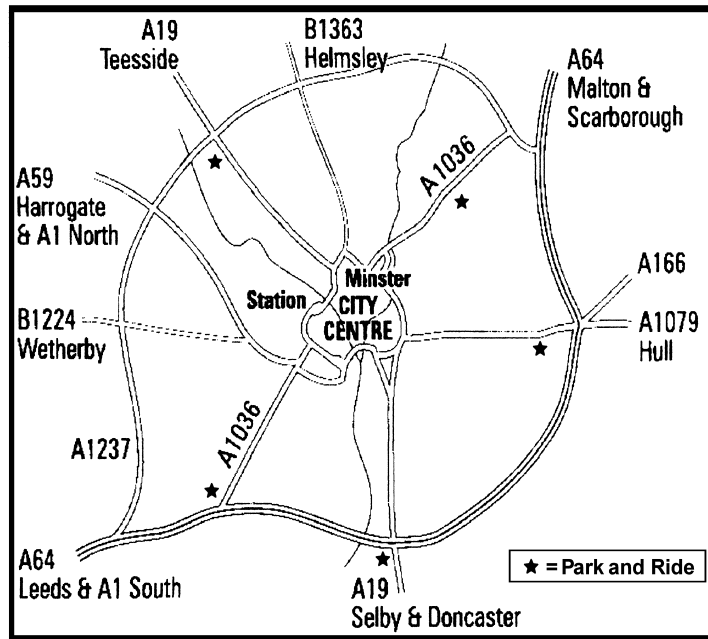 A19
Teesside
B1363
Helmsley
A64
Malton &
Scarborough
A1036
A59
Harrogate
& A1 North
A166
Minster
Station
CITY
CENTRE
B1224
Wetherby
A1079
Hull
A1036
A1237
A64
Leeds & A1 South
★ = Park and Ride
A19
Selby & Doncaster